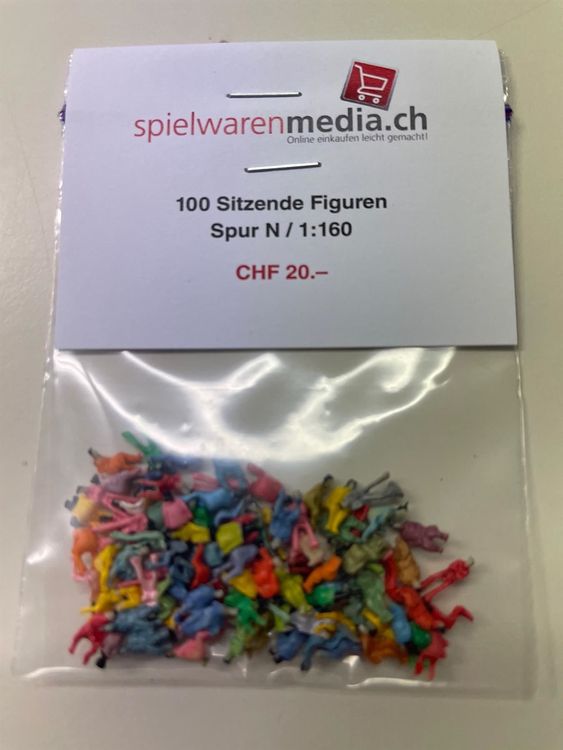 spielwarenmedia.ch
Online einkaufen leicht gemacht!
100 Sitzende Figuren
Spur N / 1:160
CHF 20.–